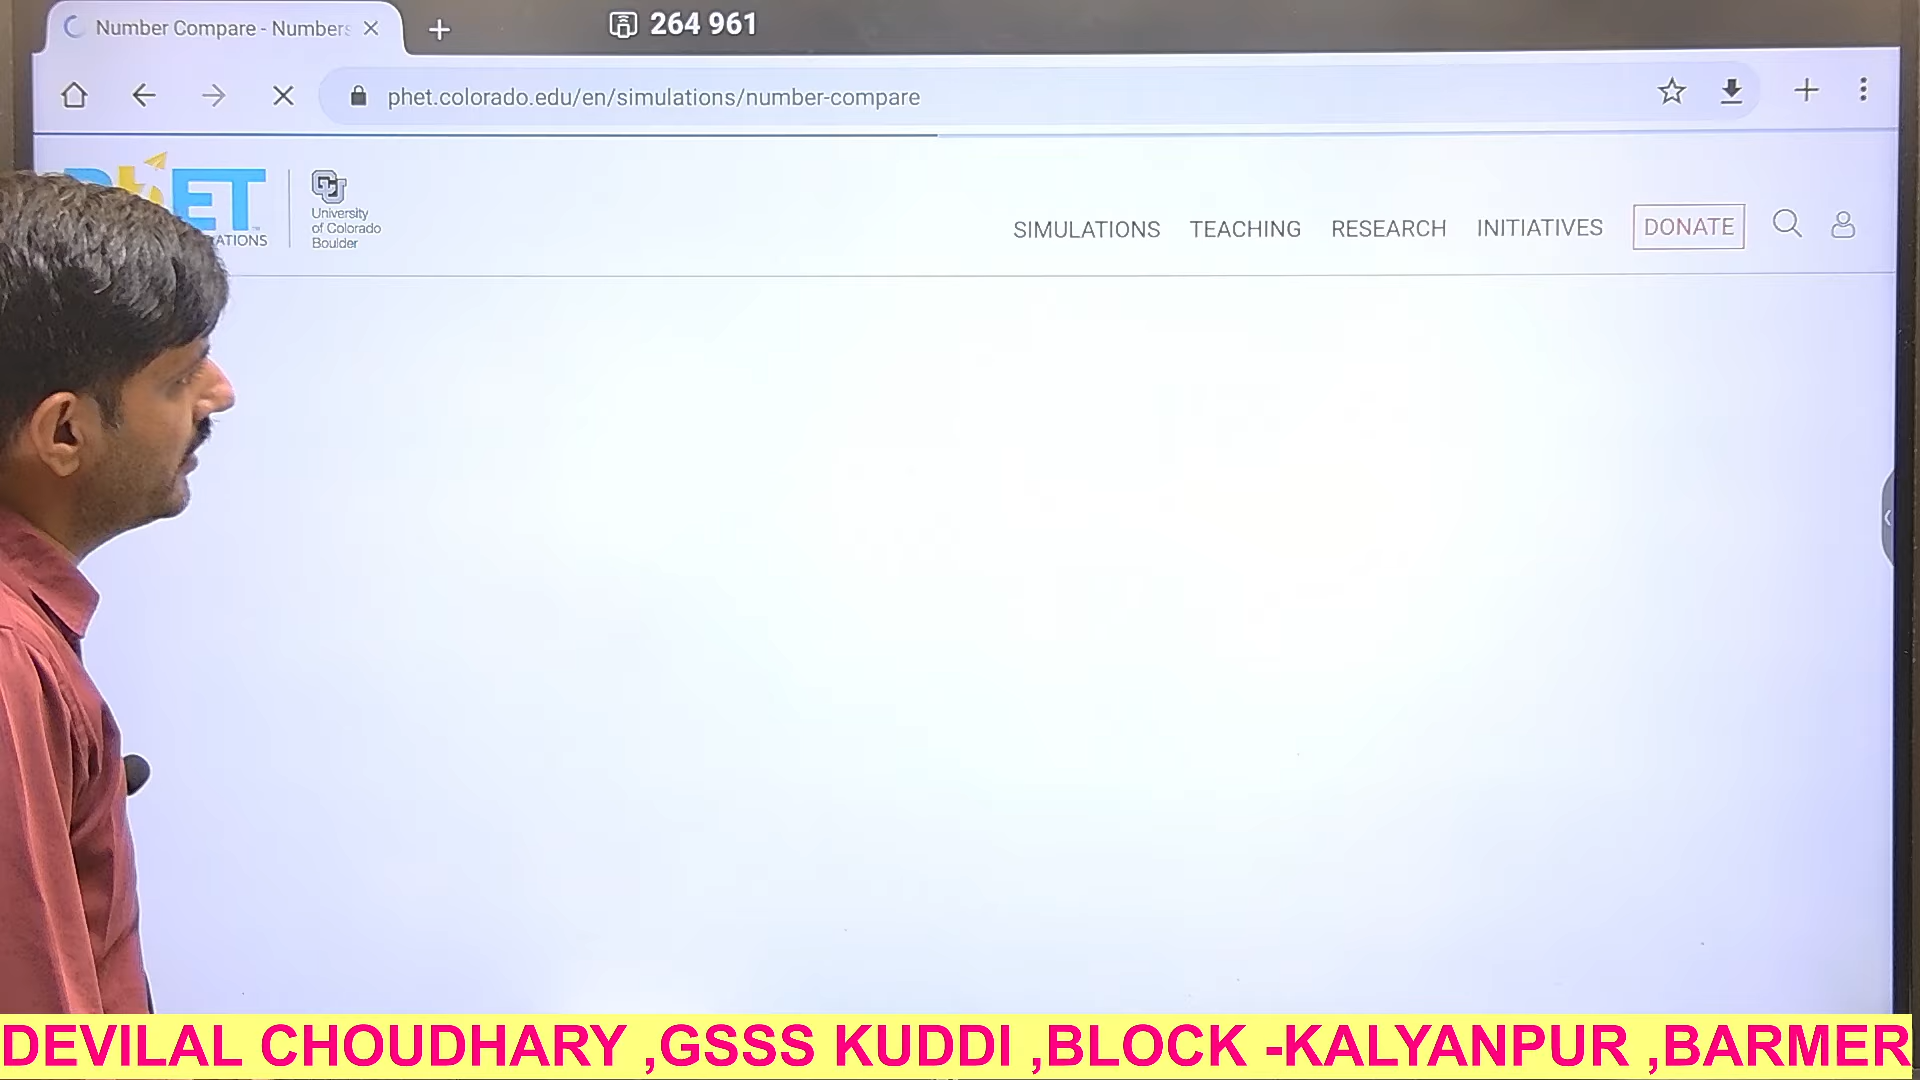 Number Compare - Numbers
264 961
phet.colorado.edu/en/simulations/number-compare
University
of Colorado
Boulder
SIMULATIONS TEACHING RESEARCH INITIATIVES DONATE
DEVILAL CHOUDHARY ,GSSS KUDDI ,BLOCK -KALYANPUR ,BARMER